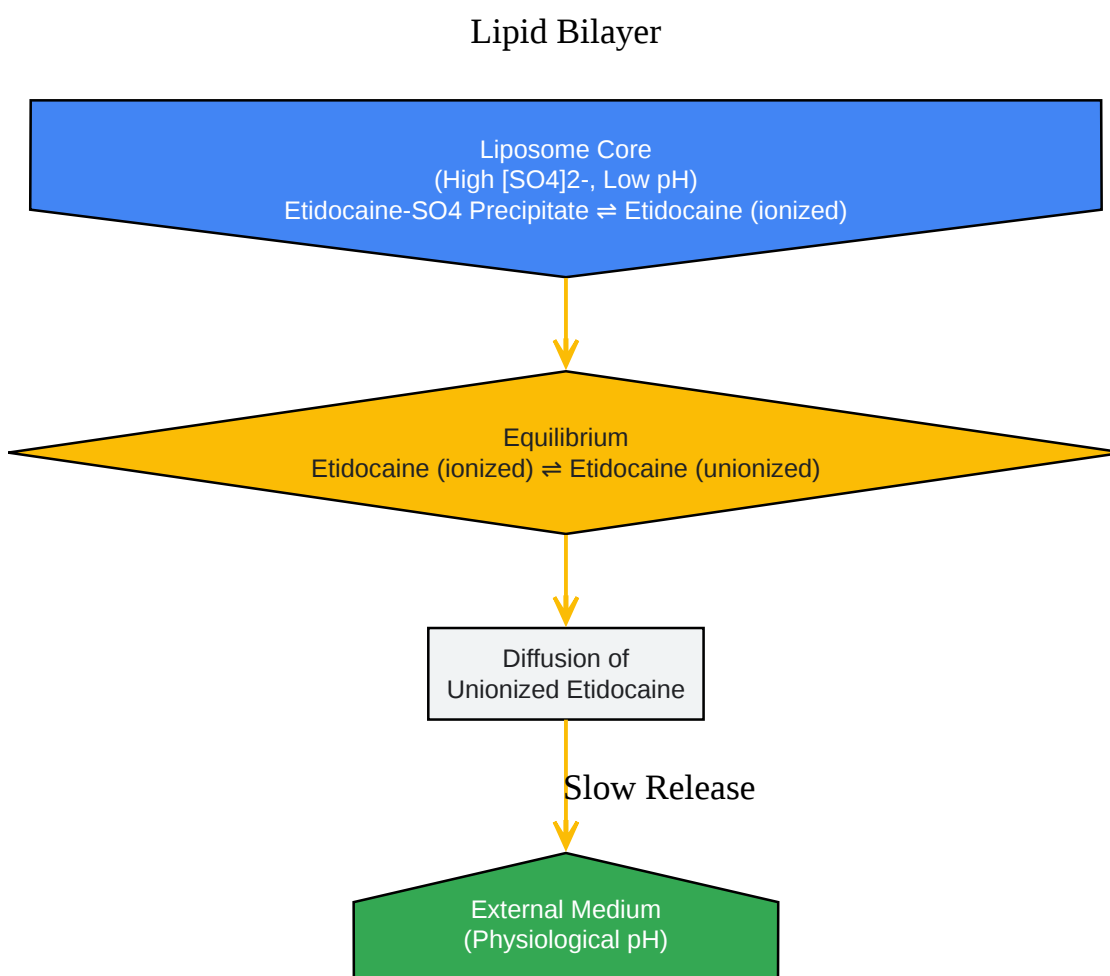 Lipid Bilayer
Liposome Core
(High [SO4]2-, Low pH)
Etidocaine-SO4 Precipitate ⇌ Etidocaine (ionized)
Equilibrium
Etidocaine (ionized) ⇌ Etidocaine (unionized)
Diffusion of
Unionized Etidocaine
Slow Release
External Medium
(Physiological pH)